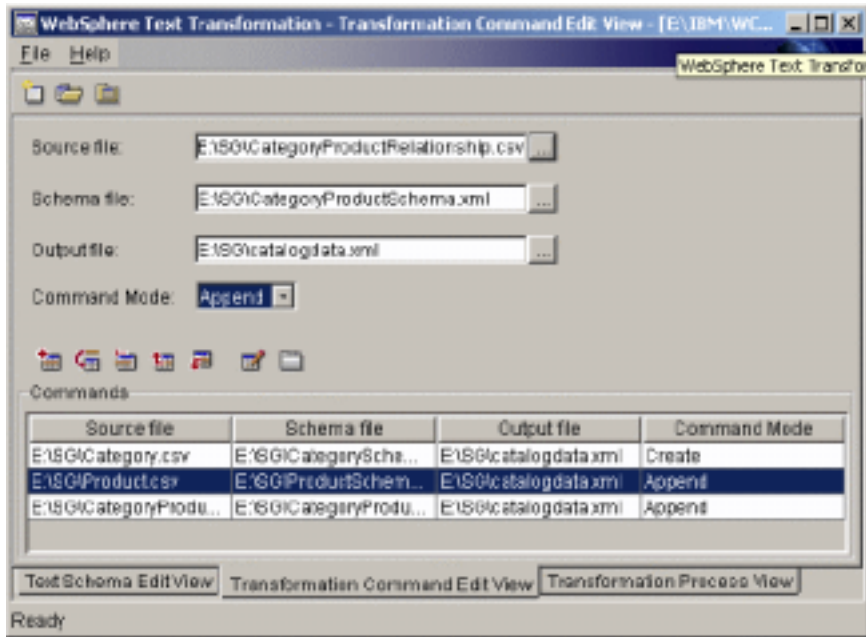 WebSphere Text Transformation - Transformation Command Edit View - [E:\IBM\WC...
File Help
WebSphere Text Transfor
Source file: E:\SG\CategoryProductRelationship.csv ...
Schema file: E:\SG\CategoryProductSchema.xml ...
Output file: E:\SG\catalogdata.xml ...
Command Mode: Append
Commands
Source file Schema file Output file Command Mode
E:\SG\Category.csv E:\SG\CategorySche... E:\SG\catalogdata.xml Create
E:\SG\Product.csv E:\SG\ProductSchem... E:\SG\catalogdata.xml Append
E:\SG\CategoryProdu... E:\SG\CategoryProdu... E:\SG\catalogdata.xml Append
Text Schema Edit View Transformation Command Edit View Transformation Process View
Ready